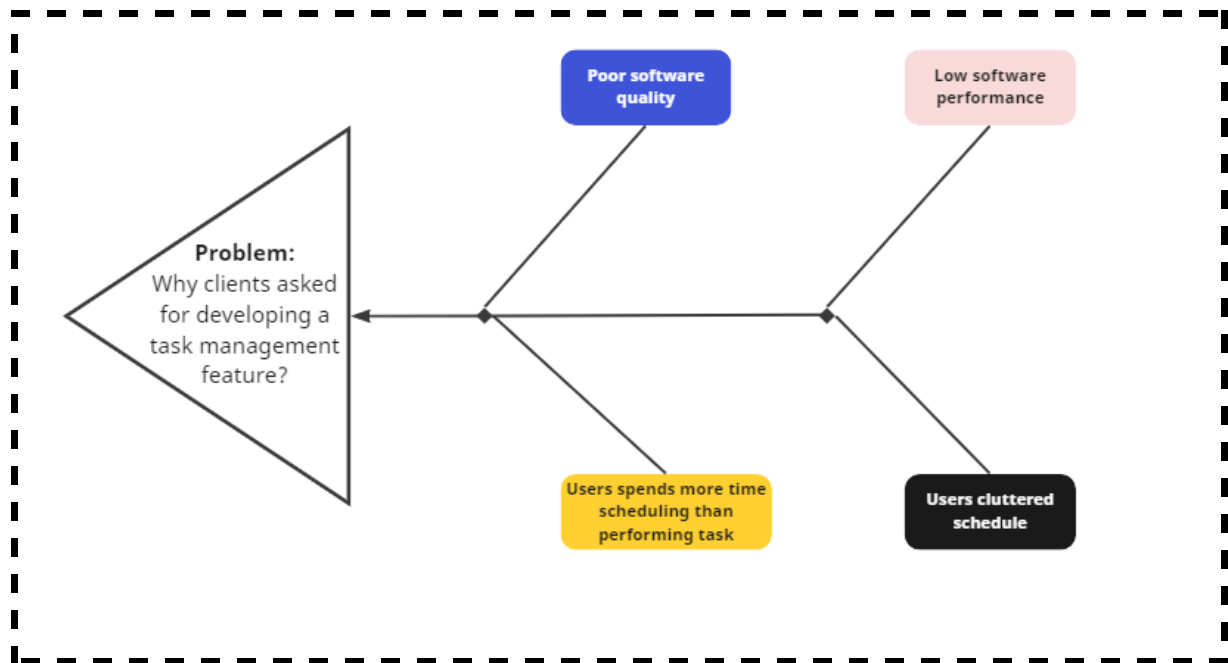 Poor software
quality
Low software
performance
Problem:
Why clients asked
for developing a
task management
feature?
Users spends more time
scheduling than
performing task
Users cluttered
schedule